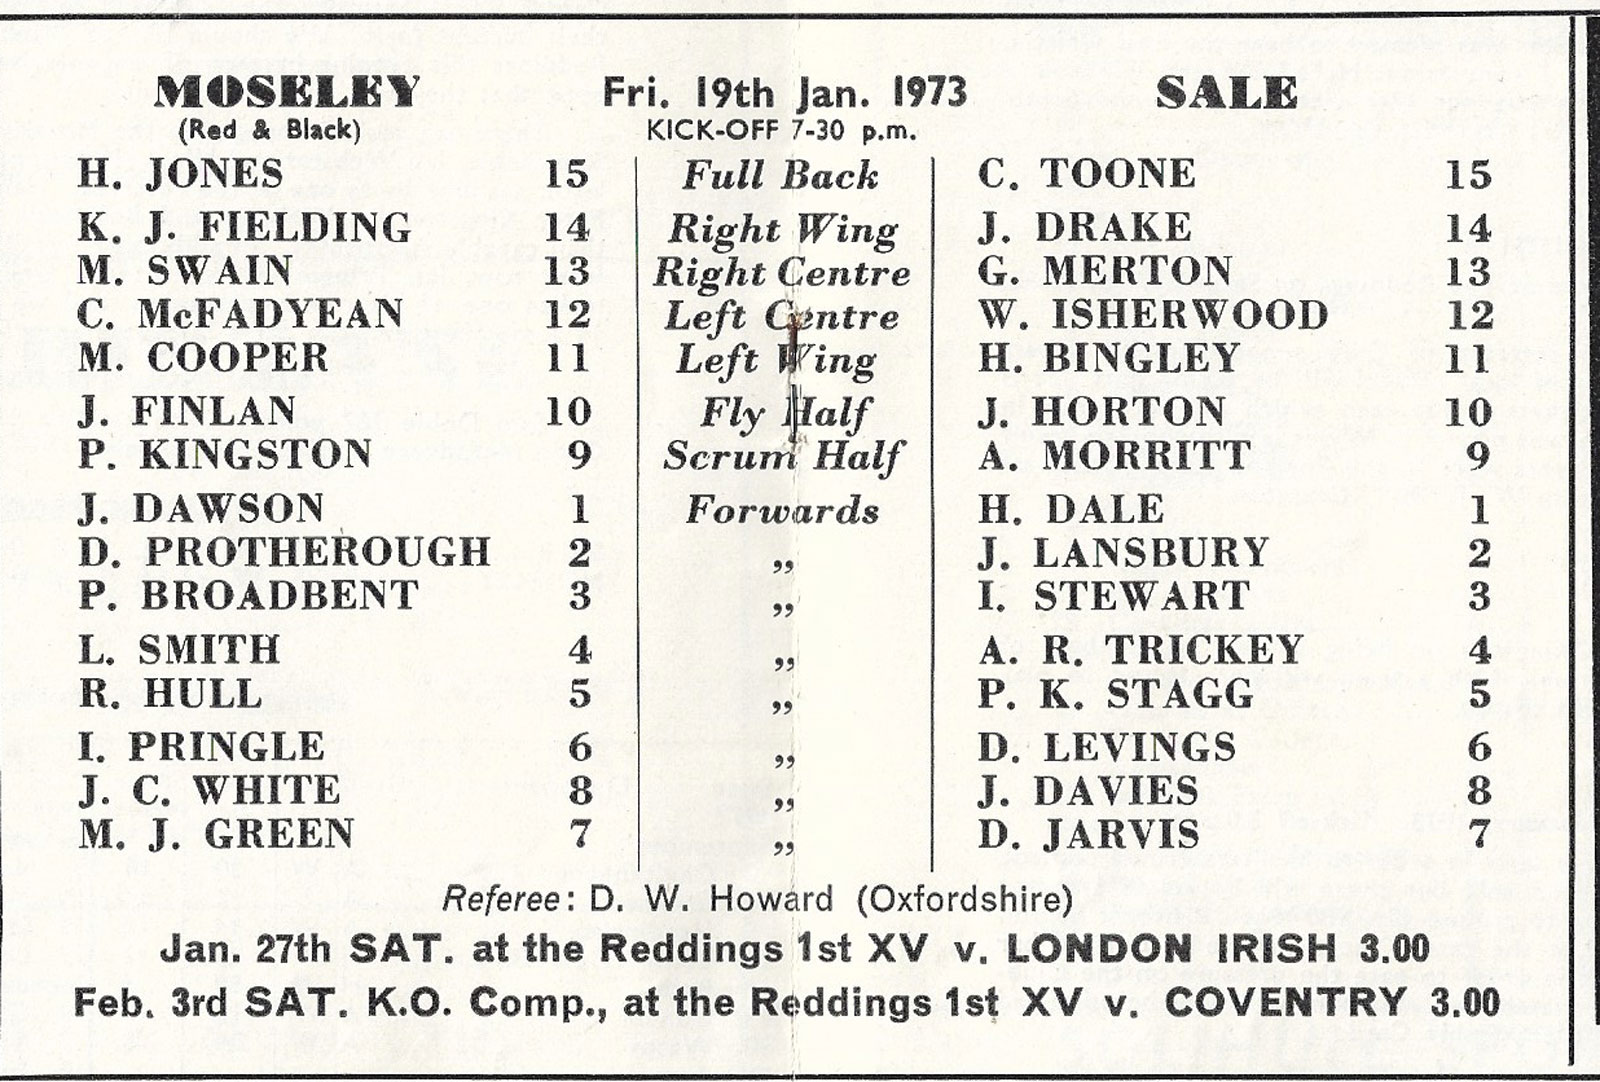 MOSELEY Fri. 19th Jan. 1973 SALE
(Red & Black) KICK-OFF 7-30 p.m.
H. JONES 15 Full Back C. TOONE 15
K. J. FIELDING 14 Right Wing J. DRAKE 14
M. SWAIN 13 Right Centre G. MERTON 13
C. McFADYEAN 12 Left Centre W. ISHERWOOD 12
M. COOPER 11 Left Wing H. BINGLEY 11
J. FINLAN 10 Fly Half J. HORTON 10
P. KINGSTON 9 Scrum Half A. MORRITT 9
J. DAWSON 1 Forwards H. DALE 1
D. PROTHEROUGH 2 ,, J. LANSBURY 2
P. BROADBENT 3 ,, I. STEWART 3
L. SMITH 4 ,, A. R. TRICKEY 4
R. HULL 5 ,, P. K. STAGG 5
I. PRINGLE 6 ,, D. LEVINGS 6
J. C. WHITE 8 ,, J. DAVIES 8
M. J. GREEN 7 ,, D. JARVIS 7
Referee: D. W. Howard (Oxfordshire)
Jan. 27th SAT. at the Reddings 1st XV v. LONDON IRISH 3.00
Feb. 3rd SAT. K.O. Comp., at the Reddings 1st XV v. COVENTRY 3.00